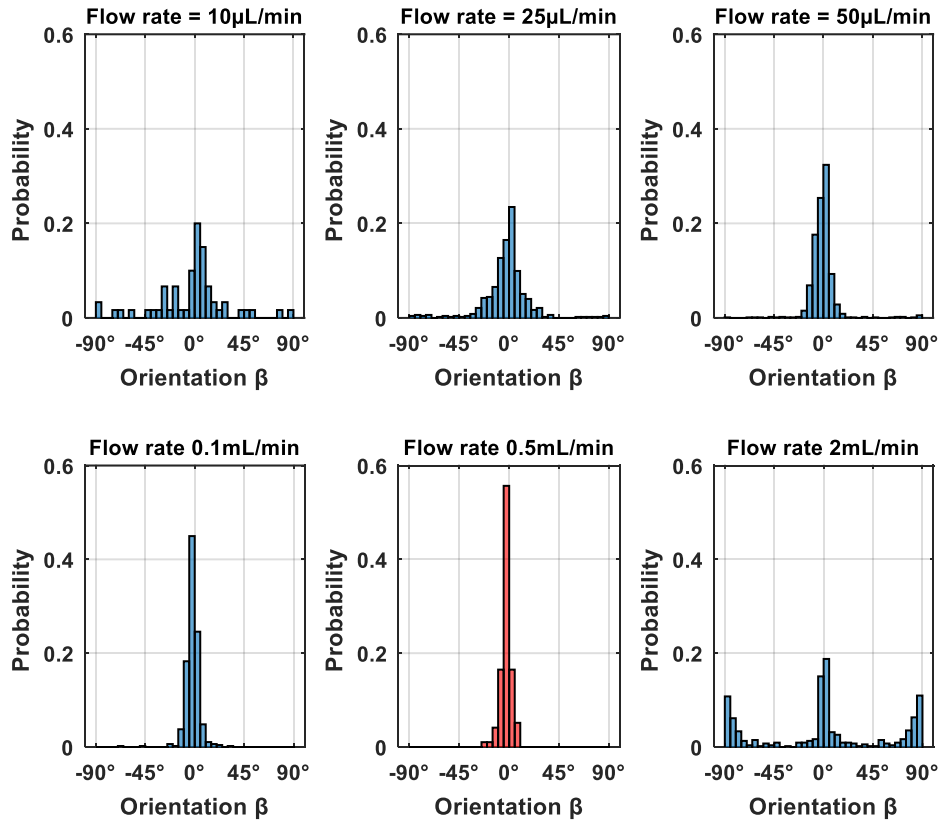 Flow rate = 10µL/min
0.6
0.4
0.2
0
Probability
-90° -45° 0° 45° 90°
Orientation β
Flow rate = 25µL/min
0.6
0.4
0.2
0
Probability
-90° -45° 0° 45° 90°
Orientation β
Flow rate = 50µL/min
0.6
0.4
0.2
0
Probability
-90° -45° 0° 45° 90°
Orientation β
Flow rate 0.1mL/min
0.6
0.4
0.2
0
Probability
-90° -45° 0° 45° 90°
Orientation β
Flow rate 0.5mL/min
0.6
0.4
0.2
0
Probability
-90° -45° 0° 45° 90°
Orientation β
Flow rate 2mL/min
0.6
0.4
0.2
0
Probability
-90° -45° 0° 45° 90°
Orientation β